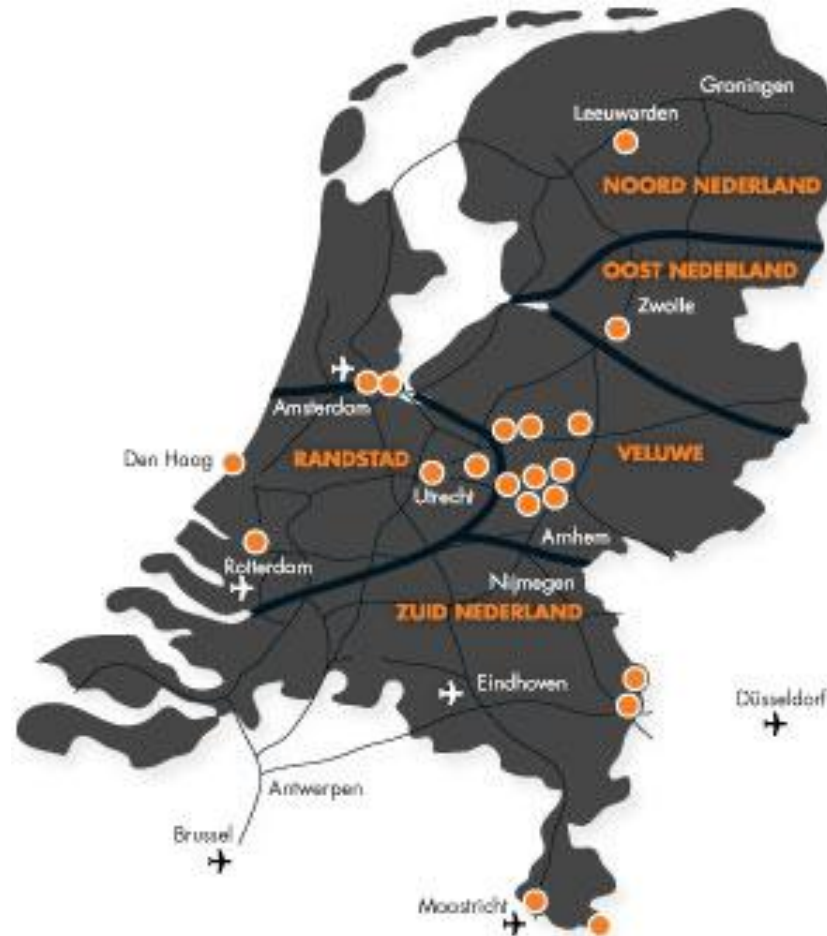 Groningen
Leeuwarden
NOORD NEDERLAND
OOST NEDERLAND
Zwolle
Amsterdam
Den Haag
RANDSTAD
VELUWE
Utrecht
Arnhem
Rotterdam
Nijmegen
ZUID NEDERLAND
Eindhoven
Düsseldorf
Antwerpen
Brussel
Maastricht